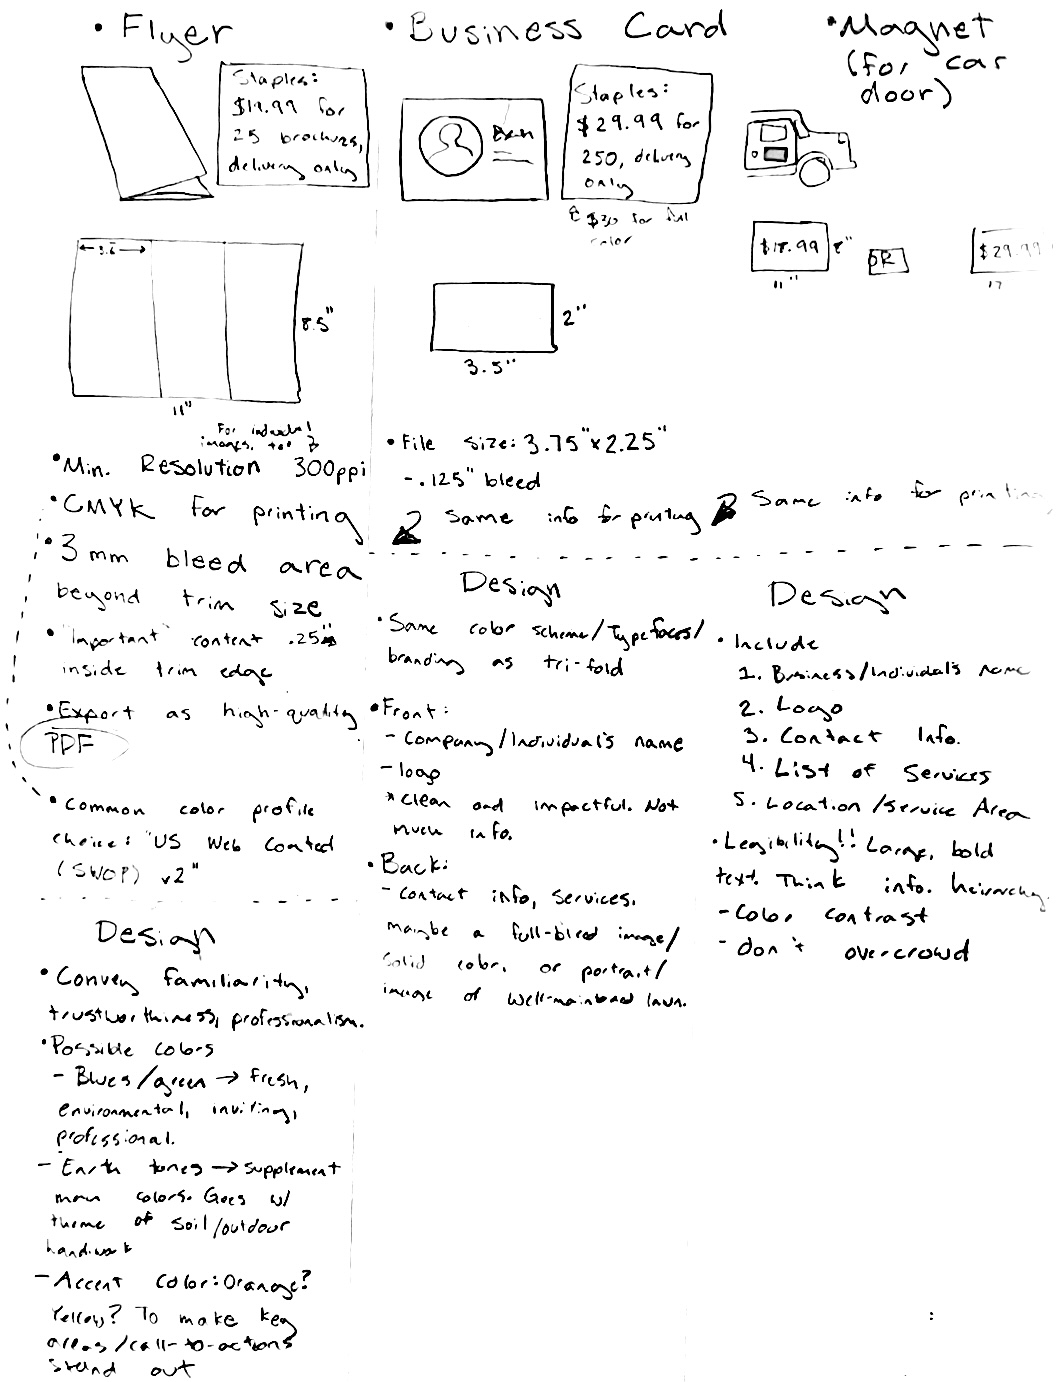 • Flyer
Staples:
$19.99 for
25 brochures,
delivery only
3.6
8.5"
11"
For individual
images, too
• Min. Resolution 300ppi
• CMYK for printing
• 3mm bleed area
beyond trim size
• "Important" content .25"
inside trim edge
• Export as high-quality
PDF
• Common color profile
choice: "US Web Coated
(SWOP) v2"
Design
• Convey familiarity,
trustworthiness, professionalism.
• Possible colors
- Blues/green → fresh,
environmental, inviting,
professional.
- Earth tones → supplement
main colors. Goes w/
theme of soil/outdoor
handiwork
- Accent color: Orange?
Yellow? To make key
areas/call-to-actions
stand out
• Business Card
Ben
Staples:
$29.99 for
250, delivery
only
$30 for full
color
2"
3.5"
• File size: 3.75"x2.25"
- .125" bleed
Same info for printing
Design
• Same color scheme/Typefaces/
branding as tri-fold
• Front:
- Company/Individual's name
- logo
* Clean and impactful. Not
much info.
• Back:
- contact info, services.
maybe a full-bleed image/
Solid color. or portrait/
image of well-maintained lawn.
• Magnet
(for car
door)
$18.99
8"
11"
OR
$29.99
17
Same info for printing
Design
• Include
1. Business/Individal's name
2. Logo
3. Contact Info.
4. List of Services
5. Location/Service Area
• Legibility!! Large, bold
text. Think info. heirarchy.
- Color contrast
- don't overcrowd